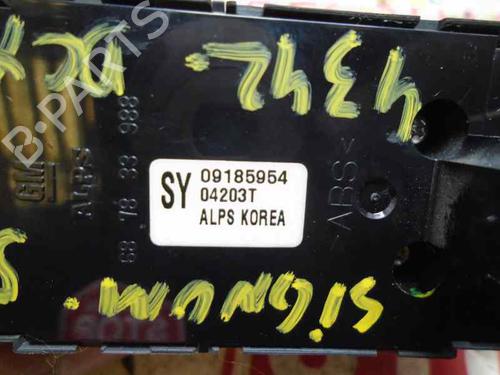 B-PARTS
SY 09185954
04203T
ALPS KOREA
GM
ALPS
>ABS<
4342
SIGNUM